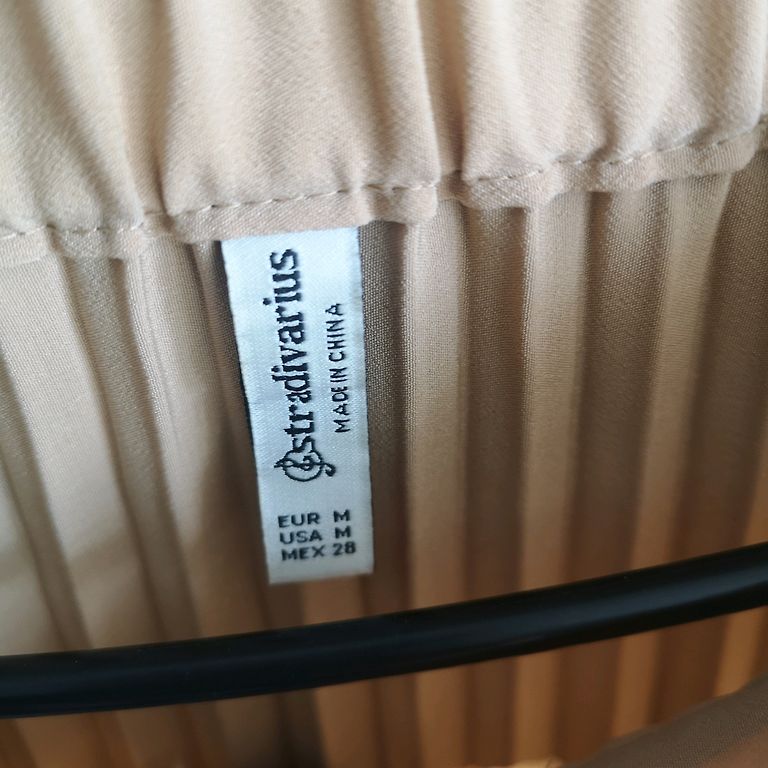 stradivarius
MADE IN CHINA
EUR M
USA M
MEX 28